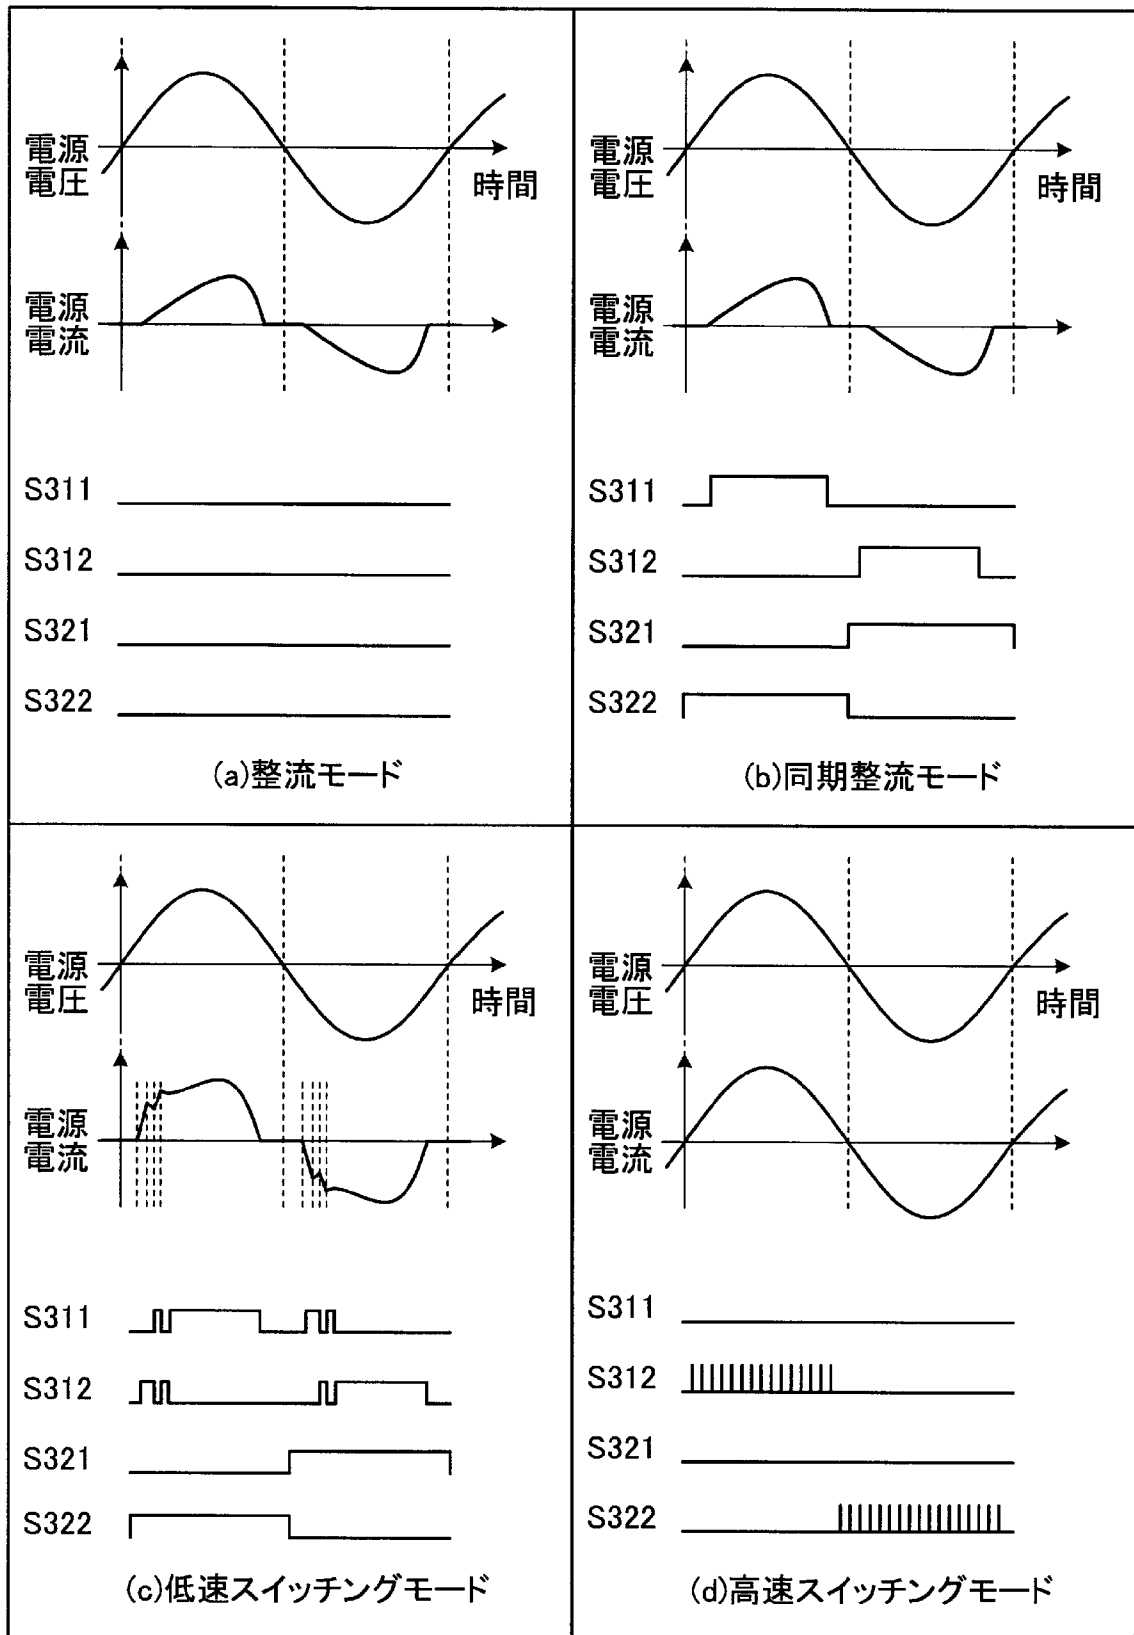 電源
電圧
時間
電源
電流
S311
S312
S321
S322
(a)整流モード
電源
電圧
時間
電源
電流
S311
S312
S321
S322
(b)同期整流モード
電源
電圧
時間
電源
電流
S311
S312
S321
S322
(c)低速スイッチングモード
電源
電圧
時間
電源
電流
S311
S312
S321
S322
(d)高速スイッチングモード